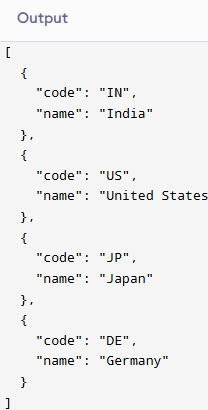 Output
[
  {
    "code": "IN",
    "name": "India"
  },
  {
    "code": "US",
    "name": "United States
  },
  {
    "code": "JP",
    "name": "Japan"
  },
  {
    "code": "DE",
    "name": "Germany"
  }
]